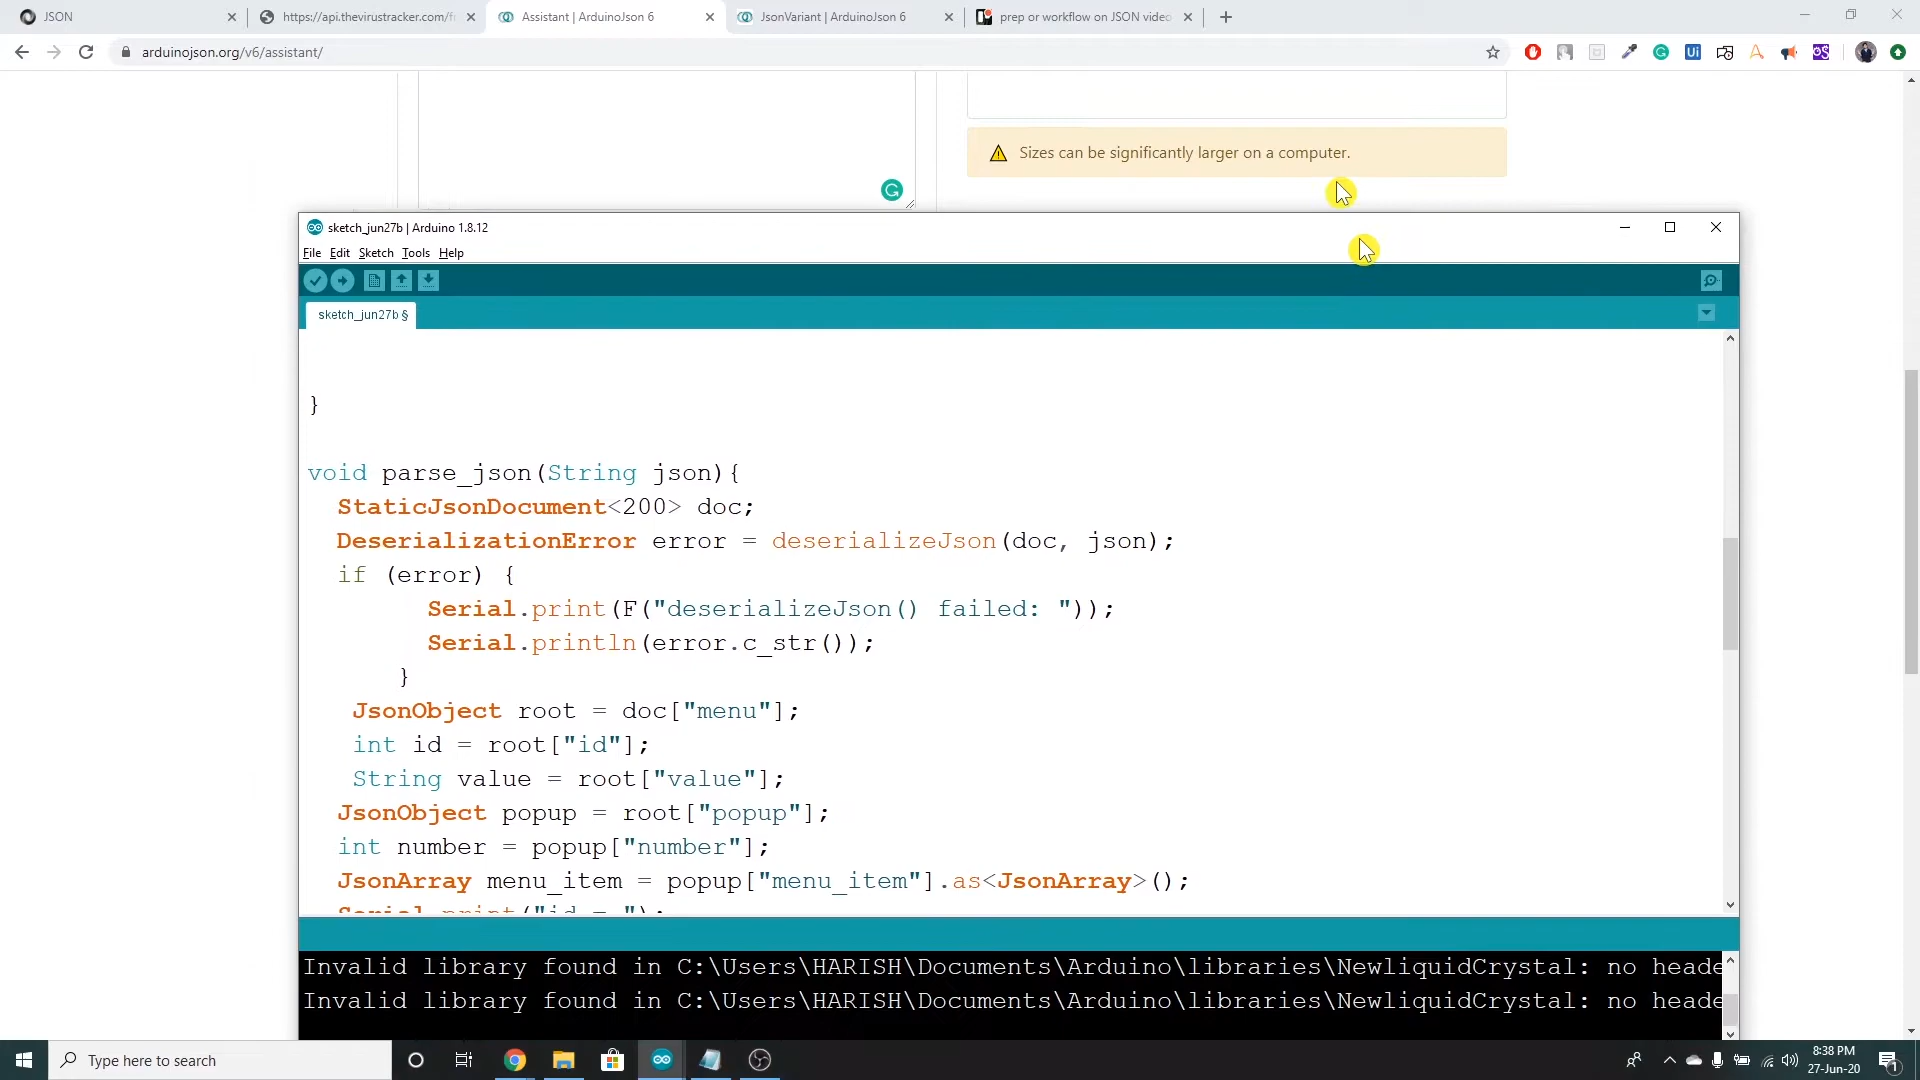 JSON
https://api.thevirustracker.com/fr
Assistant | ArduinoJson 6
JsonVariant | ArduinoJson 6
prep or workflow on JSON video
arduinojson.org/v6/assistant/
Sizes can be significantly larger on a computer.
sketch_jun27b | Arduino 1.8.12
File Edit Sketch Tools Help
sketch_jun27b §
}
void parse_json(String json){
StaticJsonDocument<200> doc;
DeserializationError error = deserializeJson(doc, json);
if (error) {
Serial.print(F("deserializeJson() failed: "));
Serial.println(error.c_str());
}
JsonObject root = doc["menu"];
int id = root["id"];
String value = root["value"];
JsonObject popup = root["popup"];
int number = popup["number"];
JsonArray menu_item = popup["menu_item"].as<JsonArray>();
Serial.print("id = ");
Invalid library found in C:\Users\HARISH\Documents\Arduino\libraries\NewliquidCrystal: no heade
Invalid library found in C:\Users\HARISH\Documents\Arduino\libraries\NewliquidCrystal: no heade
Type here to search
8:38 PM
27-Jun-20